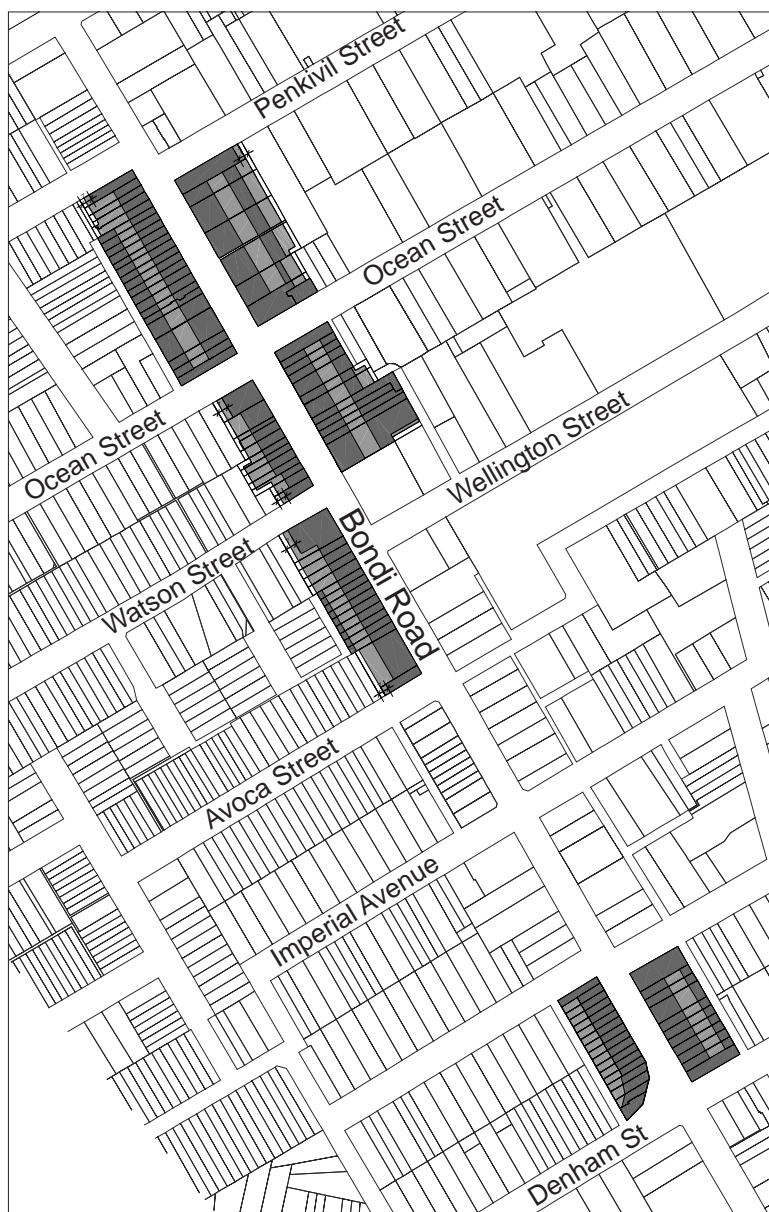 Penkivil Street
Ocean Street
Ocean Street
Wellington Street
Bondi Road
Watson Street
Avoca Street
Imperial Avenue
Denham St